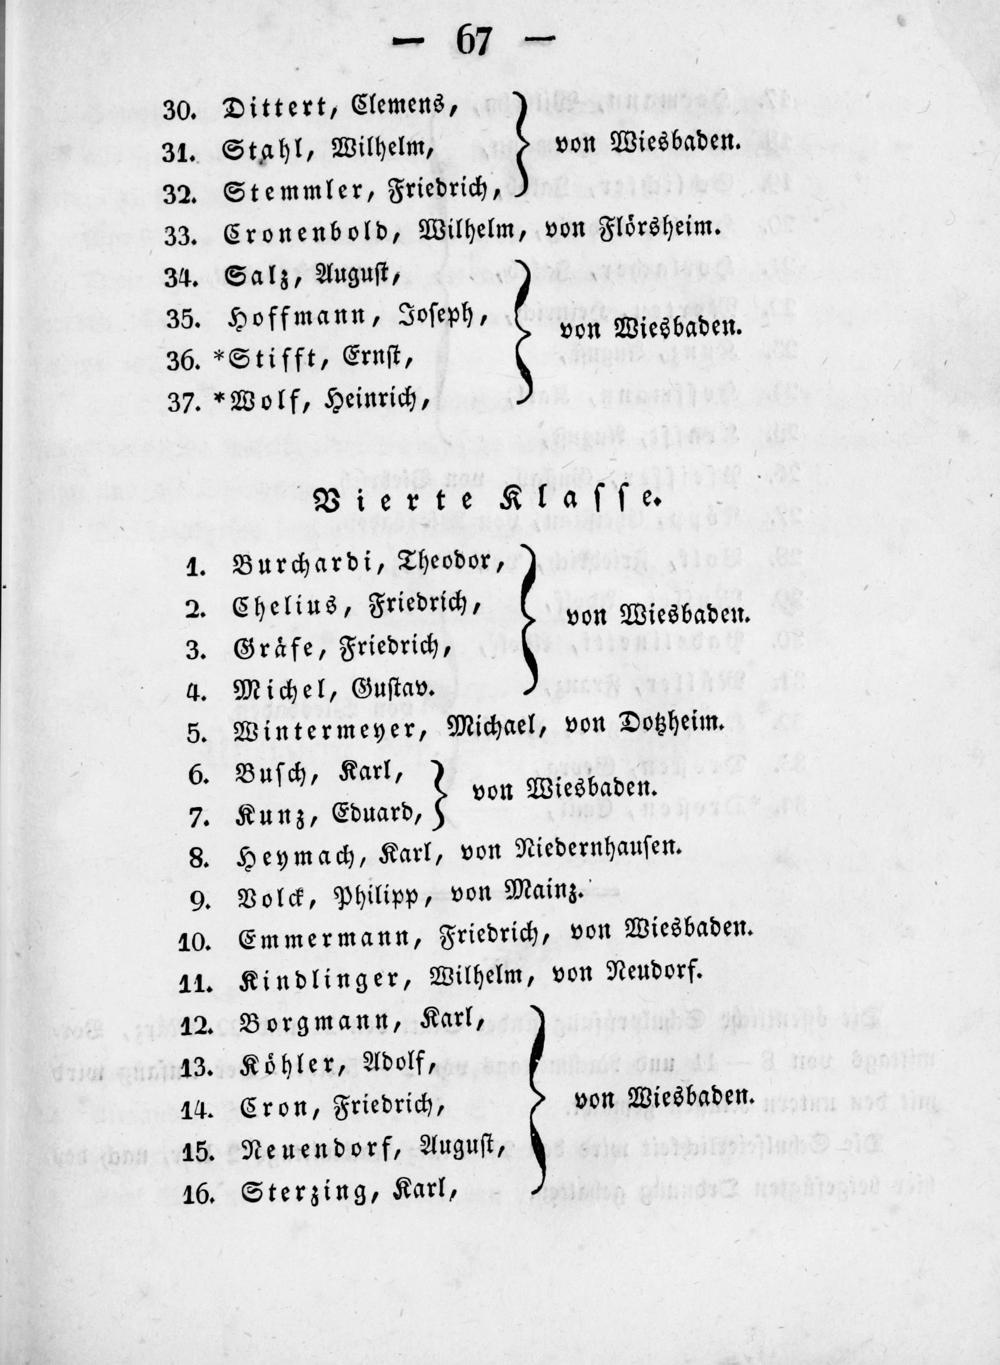 — 67 —
30. Dittert, Clemens,
31. Stahl, Wilhelm, von Wiesbaden.
32. Stemmler, Friedrich,
33. Cronenbold, Wilhelm, von Flörsheim.
34. Salz, August,
35. Hoffmann, Joseph, von Wiesbaden.
36. *Stifft, Ernst,
37. *Wolf, Heinrich,
Vierte Klasse.
1. Burchardi, Theodor,
2. Chelius, Friedrich, von Wiesbaden.
3. Gräfe, Friedrich,
4. Michel, Gustav.
5. Wintermeyer, Michael, von Dotzheim.
6. Busch, Karl, von Wiesbaden.
7. Kunz, Eduard,
8. Heymach, Karl, von Niedernhausen.
9. Volck, Philipp, von Mainz.
10. Emmermann, Friedrich, von Wiesbaden.
11. Kindlinger, Wilhelm, von Neudorf.
12. Borgmann, Karl,
13. Köhler, Adolf,
14. Cron, Friedrich, von Wiesbaden.
15. Neuendorf, August,
16. Sterzing, Karl,